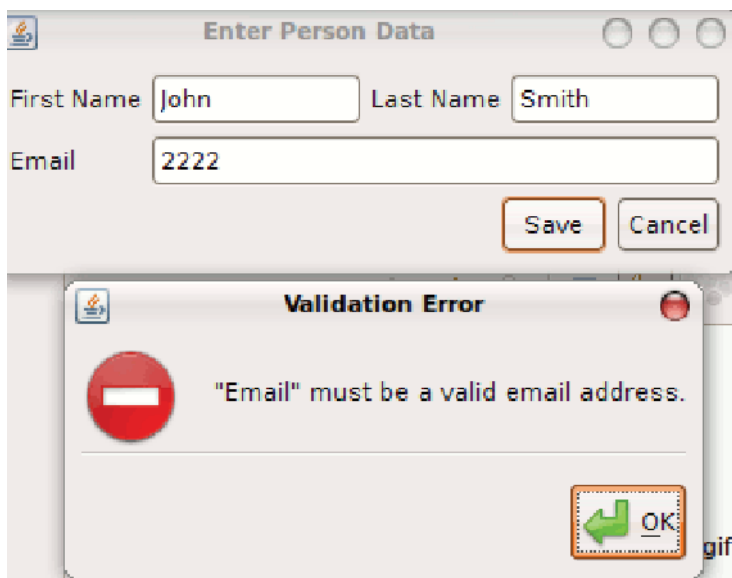 Enter Person Data
First Name John Last Name Smith
Email 2222
Save Cancel
Validation Error
"Email" must be a valid email address.
OK
gif